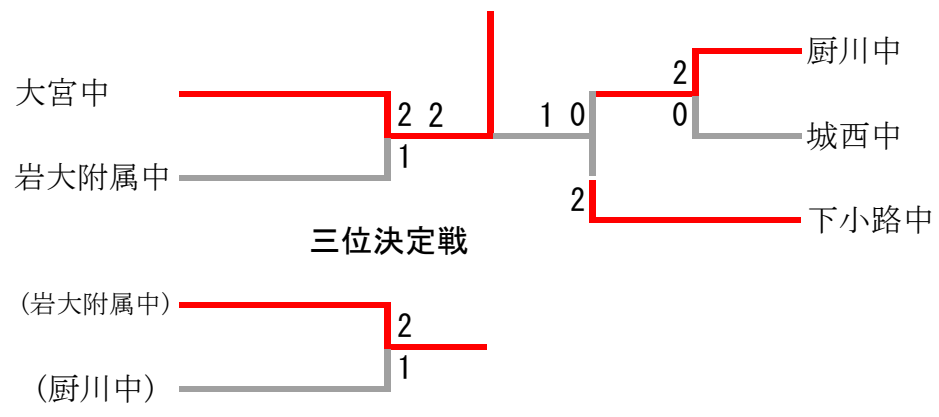 厨川中
2
大宮中
2 2
1 0
0
城西中
1
岩大附属中
2
下小路中
三位決定戦
(岩大附属中)
2
1
(厨川中)